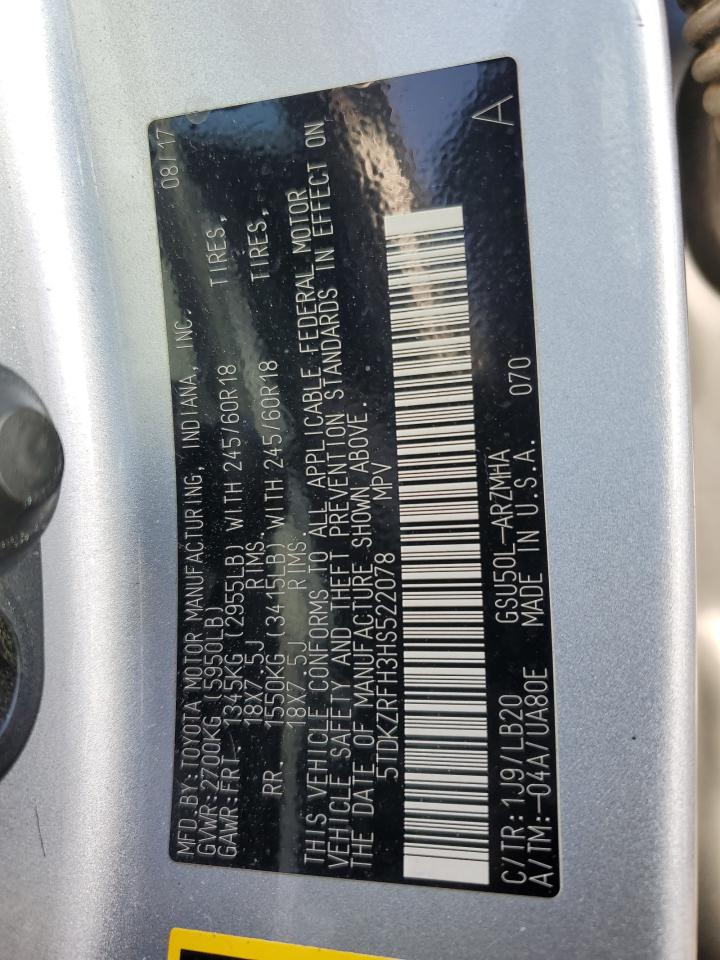 MFD. BY: TOYOTA MOTOR MANUFACTURING, INDIANA, INC. 08/17
GVWR: 2700KG (5950LB)
GAWR: FRT. 1345KG (2955LB) WITH 245/60R18 TIRES,
18X7.5J RIMS.
RR. 1550KG (3415LB) WITH 245/60R18 TIRES,
18X7.5J RIMS.
THIS VEHICLE CONFORMS TO ALL APPLICABLE FEDERAL MOTOR
VEHICLE SAFETY AND THEFT PREVENTION STANDARDS IN EFFECT ON
THE DATE OF MANUFACTURE SHOWN ABOVE.
5TDKZRFH3HS522078 MPV
A
C/TR: 1J9/LB20 GSU50L-ARZMHA
A/TM: -04A/UA80E MADE IN U.S.A. 070